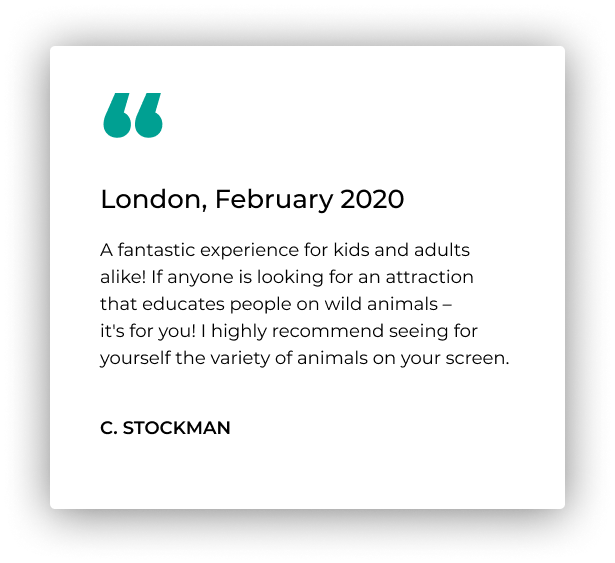 “
London, February 2020
A fantastic experience for kids and adults
alike! If anyone is looking for an attraction
that educates people on wild animals –
it's for you! I highly recommend seeing for
yourself the variety of animals on your screen.
C. STOCKMAN